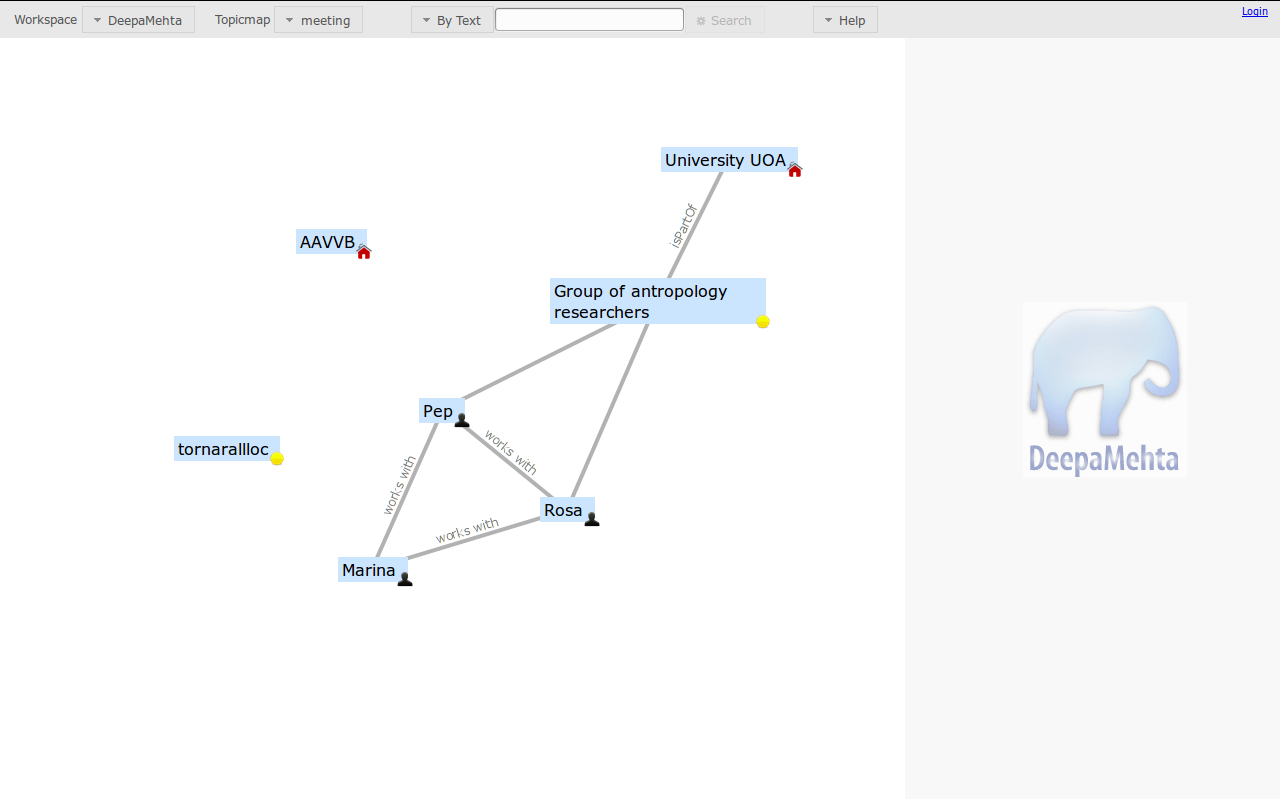 Workspace DeepaMehta Topicmap meeting By Text Search Help Login
University UOA
isPartOf
AAVVB
Group of antropology
researchers
Pep
works with
tornarallloc
works with
Rosa
works with
Marina
DeepaMehta